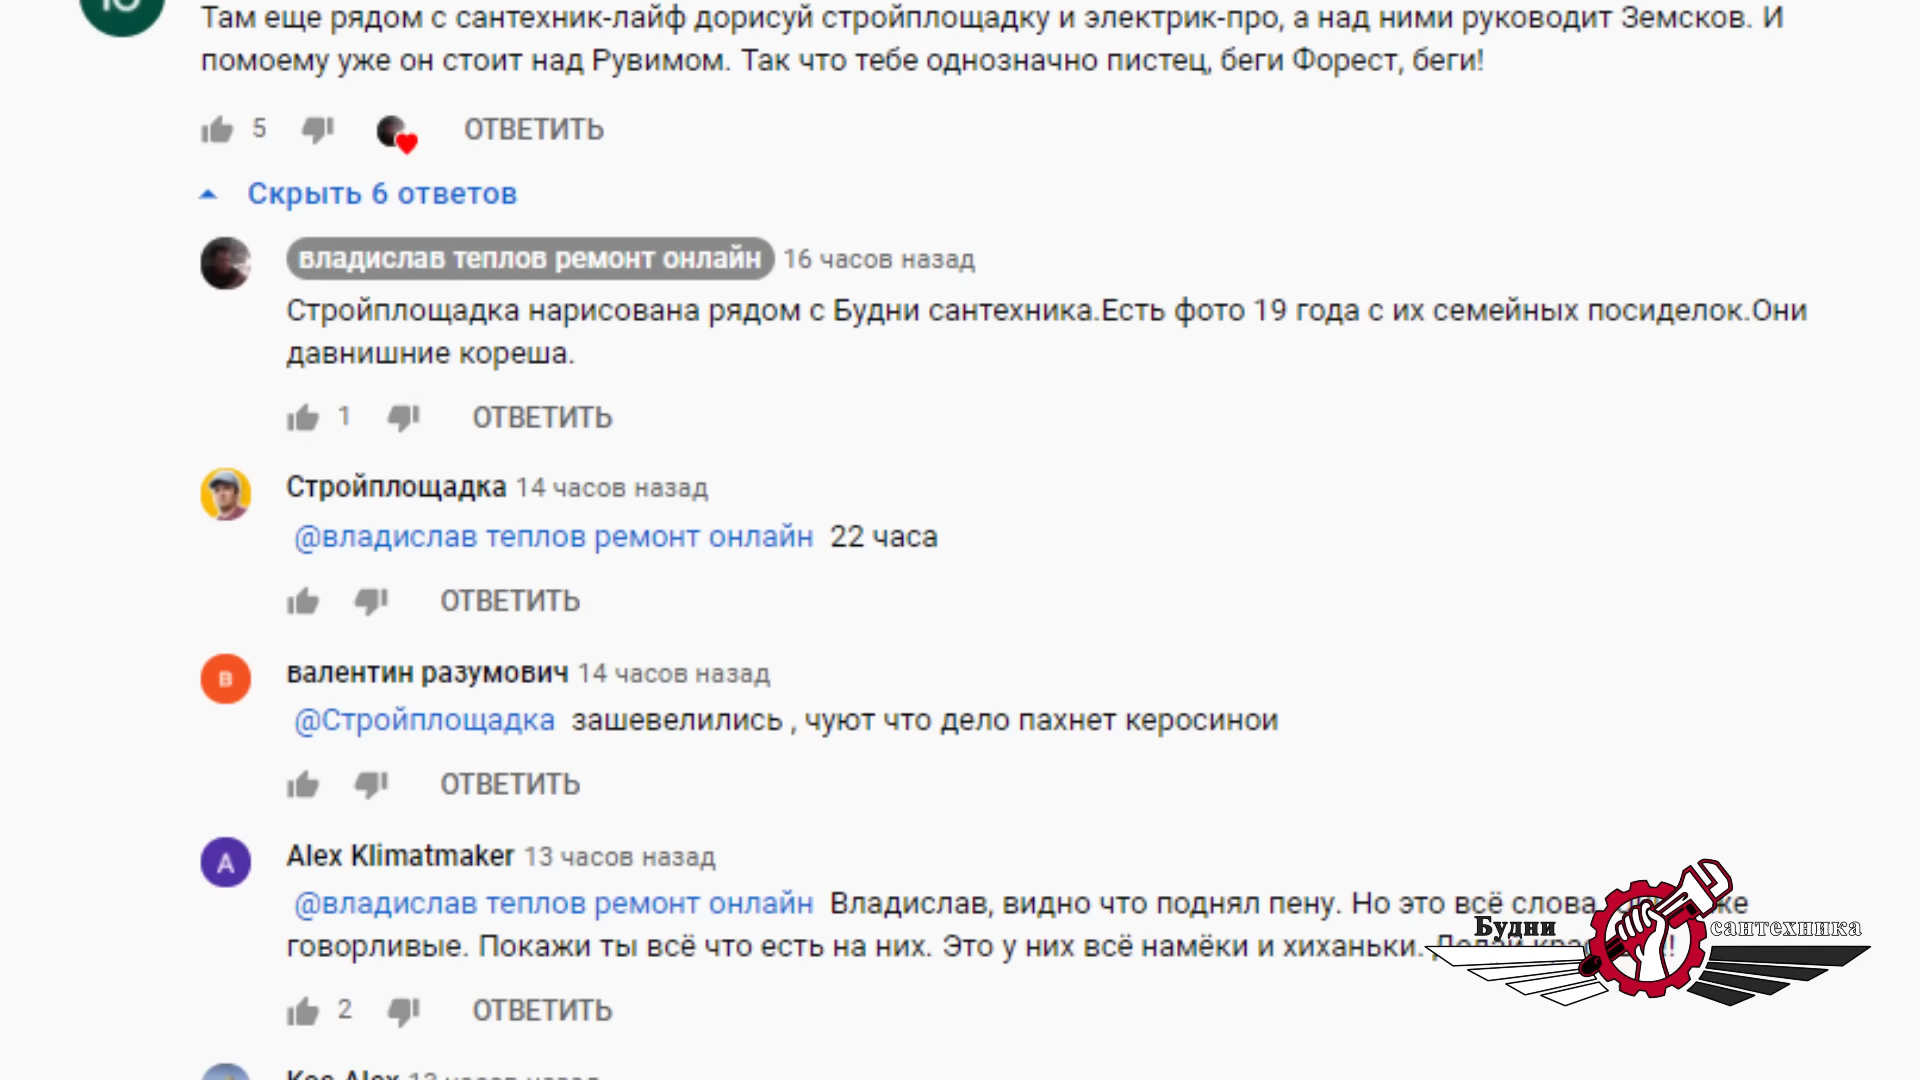 Ю
Там еще рядом с сантехник-лайф дорисуй стройплощадку и электрик-про, а над ними руководит Земсков. И
помоему уже он стоит над Рувимом. Так что тебе однозначно пистец, беги Форест, беги!
5 ОТВЕТИТЬ
Скрыть 6 ответов
владислав теплов ремонт онлайн 16 часов назад
Стройплощадка нарисована рядом с Будни сантехника.Есть фото 19 года с их семейных посиделок.Они
давнишние кореша.
1 ОТВЕТИТЬ
Стройплощадка 14 часов назад
@владислав теплов ремонт онлайн 22 часа
ОТВЕТИТЬ
В
валентин разумович 14 часов назад
@Стройплощадка зашевелились , чуют что дело пахнет керосинои
ОТВЕТИТЬ
A
Alex Klimatmaker 13 часов назад
@владислав теплов ремонт онлайн Владислав, видно что поднял пену. Но это всё слова.
говорливые. Покажи ты всё что есть на них. Это у них всё намёки и хиханьки.
2 ОТВЕТИТЬ
Будни сантехника
Kos Alex 13 часов назад